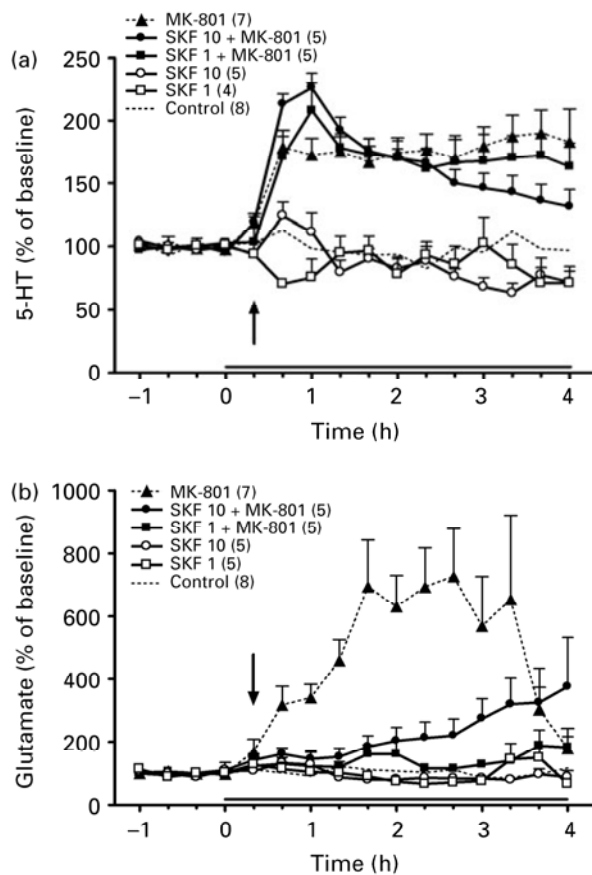 MK-801 (7)
SKF 10 + MK-801 (5)
SKF 1 + MK-801 (5)
SKF 10 (5)
SKF 1 (4)
Control (8)
(a)
250
200
150
100
50
0
5-HT (% of baseline)
−1 0 1 2 3 4
Time (h)
(b)
MK-801 (7)
SKF 10 + MK-801 (5)
SKF 1 + MK-801 (5)
SKF 10 (5)
SKF 1 (5)
Control (8)
1000
800
600
400
200
0
Glutamate (% of baseline)
−1 0 1 2 3 4
Time (h)